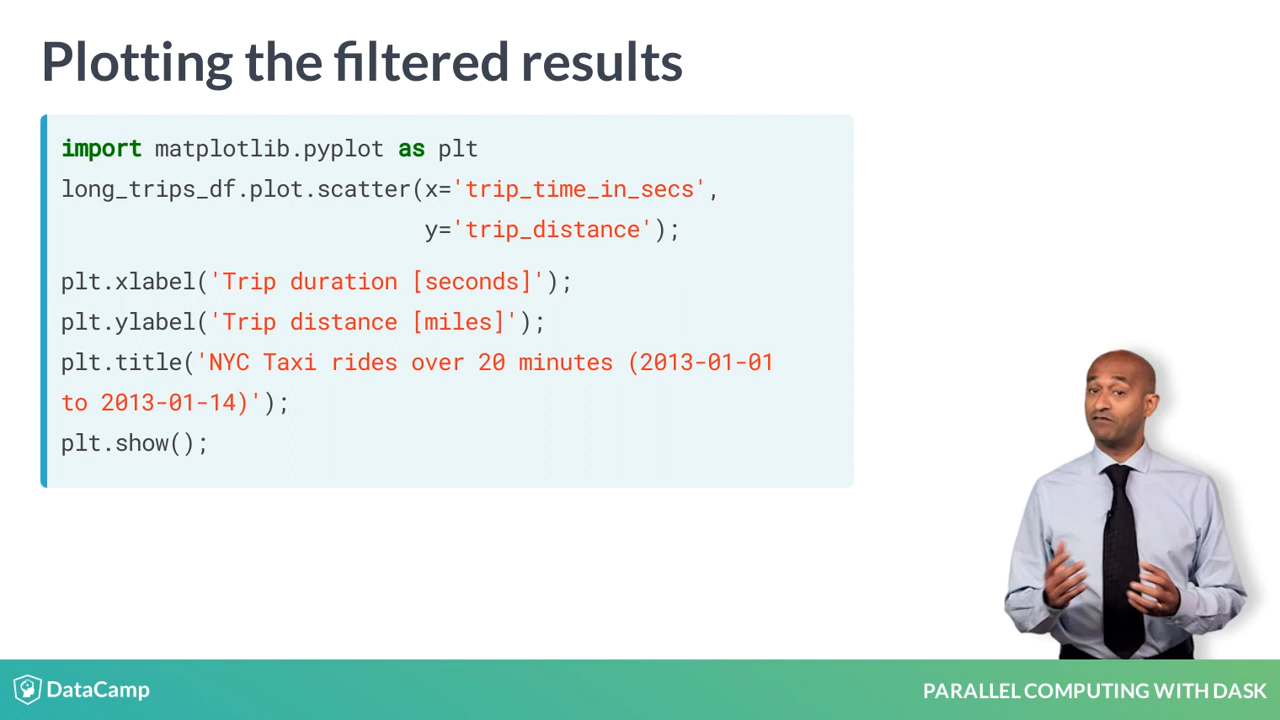 Plotting the filtered results
import matplotlib.pyplot as plt
long_trips_df.plot.scatter(x='trip_time_in_secs',
y='trip_distance');
plt.xlabel('Trip duration [seconds]');
plt.ylabel('Trip distance [miles]');
plt.title('NYC Taxi rides over 20 minutes (2013-01-01
to 2013-01-14)');
plt.show();
DataCamp
PARALLEL COMPUTING WITH DASK